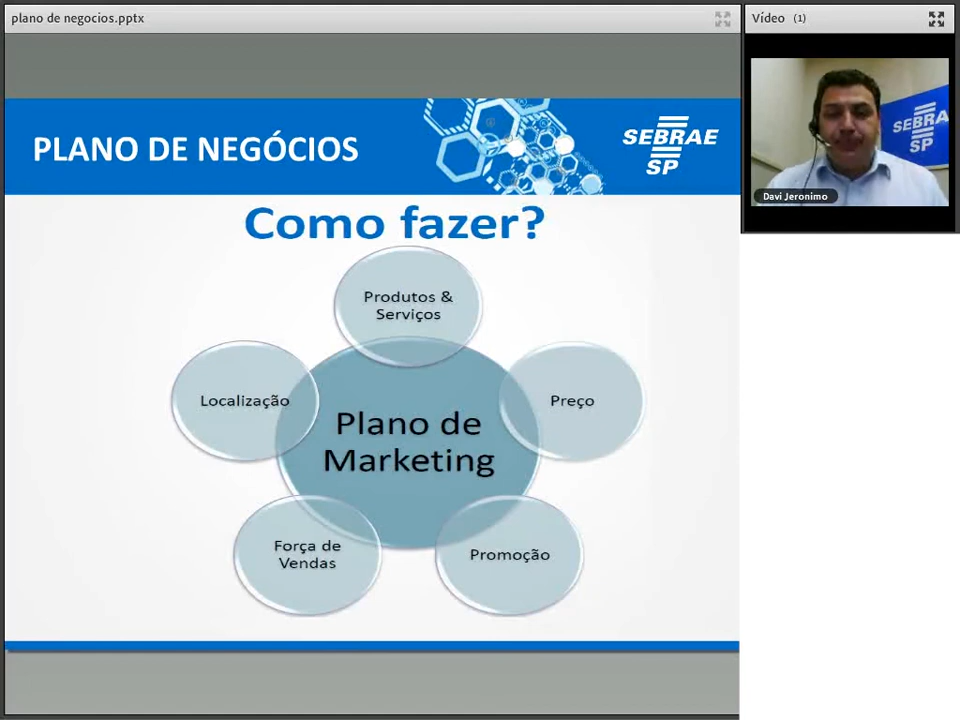 plano de negocios.pptx
Vídeo (1)
PLANO DE NEGÓCIOS
SEBRAE
SP
SEBRAE
SP
Davi Jeronimo
Como fazer?
Produtos &
Serviços
Localização
Preço
Plano de
Marketing
Força de
Vendas
Promoção